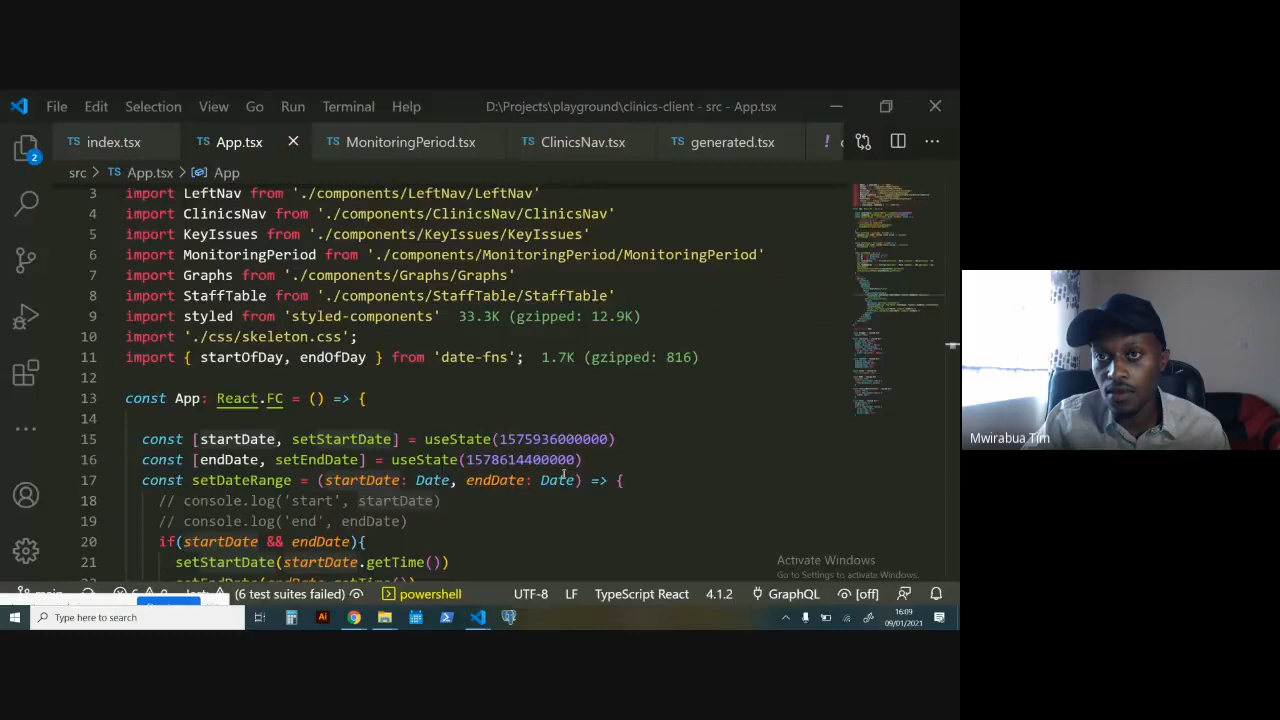 File Edit Selection View Go Run Terminal Help D:\Projects\playground\clinics-client - src - App.tsx
TS index.tsx TS App.tsx TS MonitoringPeriod.tsx TS ClinicsNav.tsx TS generated.tsx !
2
src > TS App.tsx > App
3 import LeftNav from './components/LeftNav/LeftNav'
4 import ClinicsNav from './components/ClinicsNav/ClinicsNav'
5 import keyIssues from './components/KeyIssues/KeyIssues'
6 import MonitoringPeriod from './components/MonitoringPeriod/MonitoringPeriod'
7 import Graphs from './components/Graphs/Graphs'
8 import StaffTable from './components/StaffTable/StaffTable'
9 import styled from 'styled-components' 33.3K (gzipped: 12.9K)
10 import './css/skeleton.css';
11 import { startOfDay, endOfDay } from 'date-fns'; 1.7K (gzipped: 816)
12
13 const App: React.FC = () => {
14
15 const [startDate, setStartDate] = useState(1575936000000)
16 const [endDate, setEndDate] = useState(1578614400000)
17 const setDateRange = (startDate: Date, endDate: Date) => {
18 // console.log('start', startDate)
19 // console.log('end', endDate)
20 if(startDate && endDate){
21 setStartDate(startDate.getTime())
Mwirabua Tim
Activate Windows
Go to Settings to activate Windows.
(6 test suites failed) powershell UTF-8 LF TypeScript React 4.1.2 GraphQL [off]
Type here to search Ai 16:09
09/01/2021